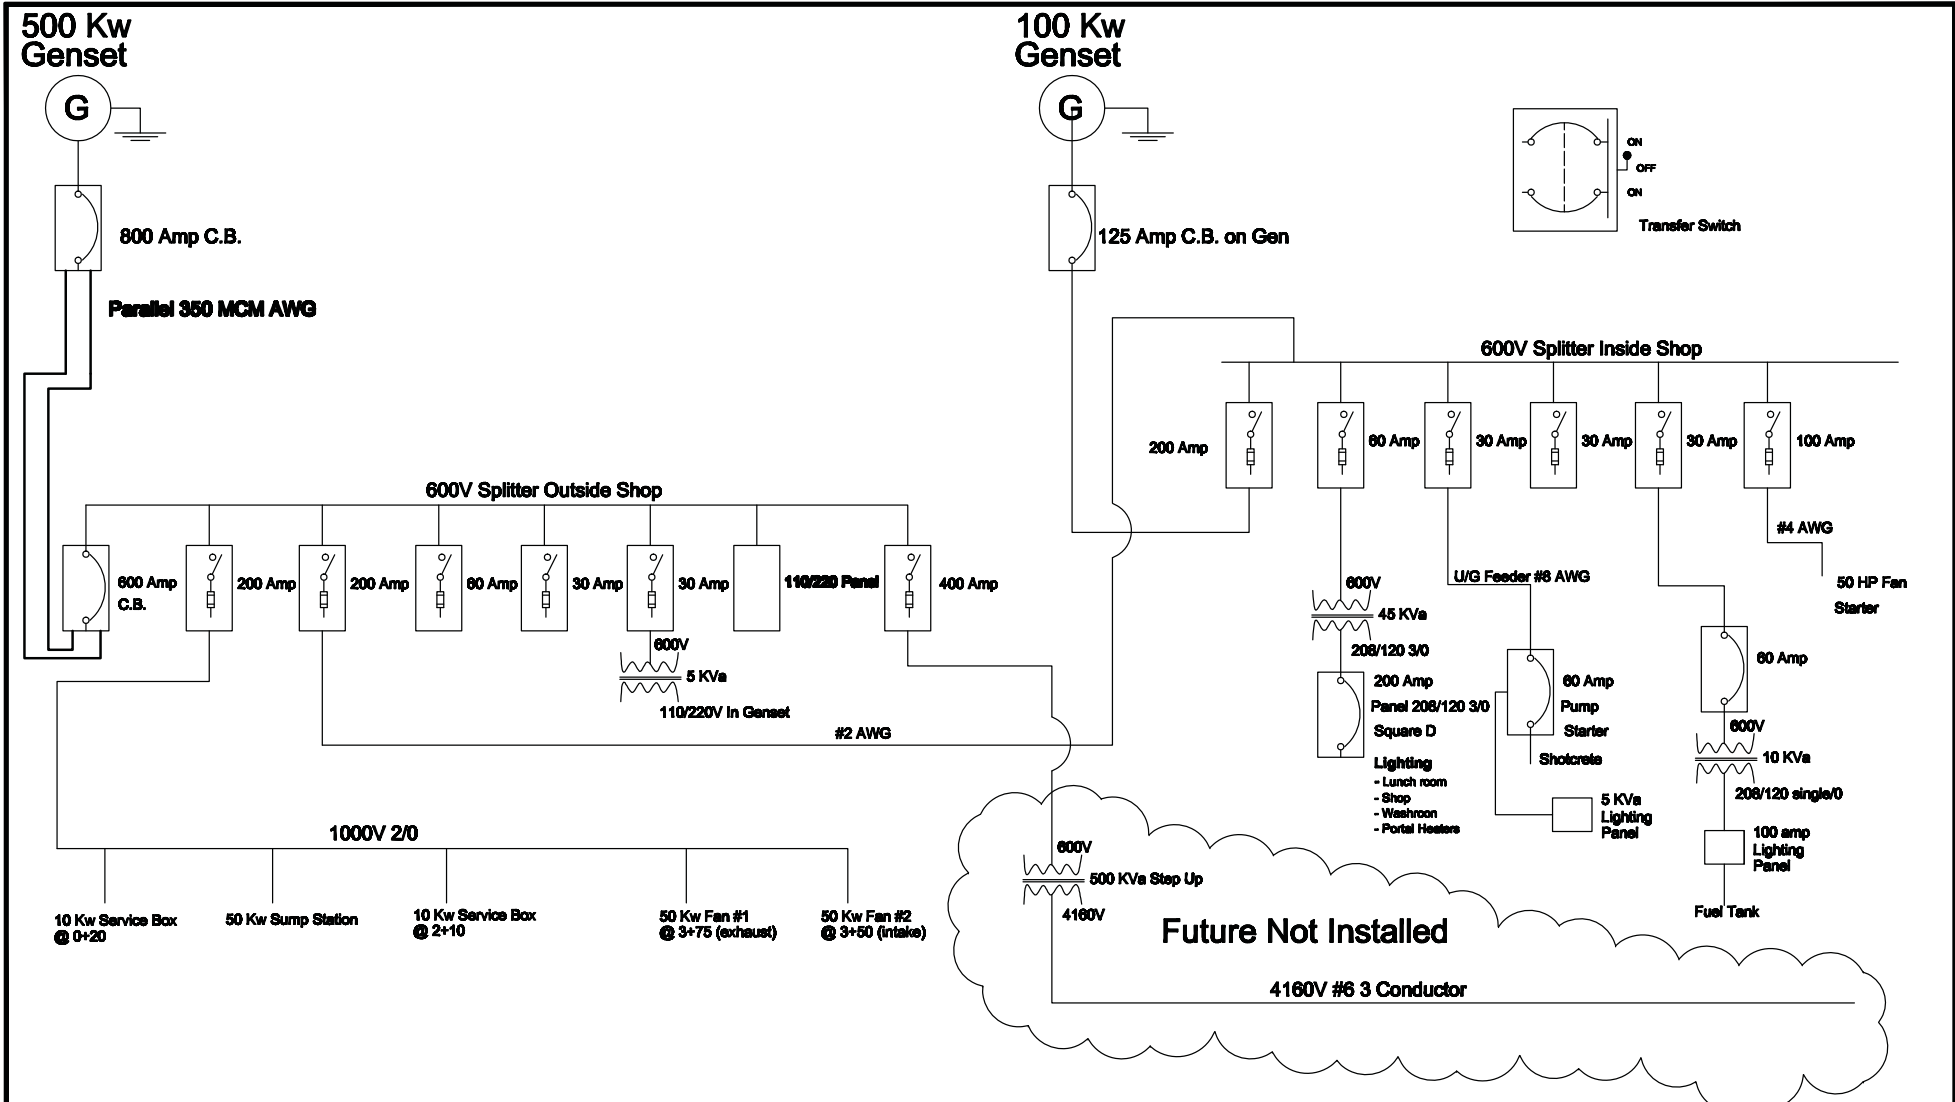 500 Kw
Genset
G
800 Amp C.B.
Parallel 350 MCM AWG
100 Kw
Genset
G
125 Amp C.B. on Gen
ON
OFF
ON
Transfer Switch
600V Splitter Inside Shop
200 Amp
60 Amp
30 Amp
30 Amp
30 Amp
100 Amp
#4 AWG
50 HP Fan
Starter
600V Splitter Outside Shop
600 Amp
C.B.
200 Amp
200 Amp
60 Amp
30 Amp
30 Amp
110/220 Panel
400 Amp
600V
5 KVa
110/220V In Genset
#2 AWG
600V
45 KVa
208/120 3/0
200 Amp
Panel 208/120 3/0
Square D
Lighting
- Lunch room
- Shop
- Washroon
- Portal Heaters
U/G Feeder #6 AWG
60 Amp
Pump
Starter
Shotcrete
5 KVa
Lighting
Panel
60 Amp
600V
10 KVa
208/120 single/0
100 amp
Lighting
Panel
Fuel Tank
1000V 2/0
10 Kw Service Box
@ 0+20
50 Kw Sump Station
10 Kw Service Box
@ 2+10
50 Kw Fan #1
@ 3+75 (exhaust)
50 Kw Fan #2
@ 3+50 (intake)
600V
500 KVa Step Up
4160V
Future Not Installed
4160V #6 3 Conductor